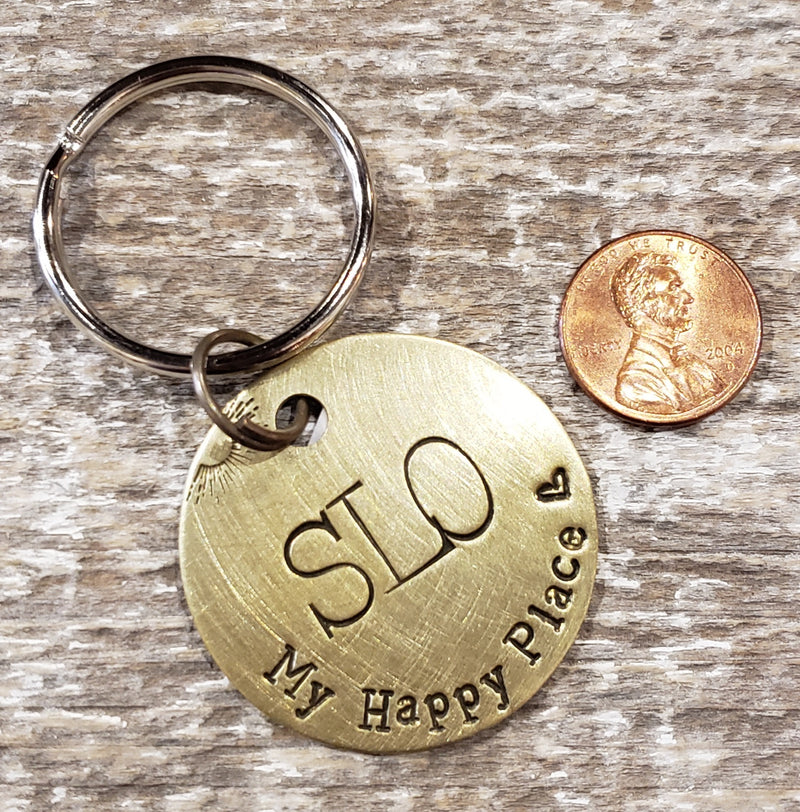 SLO
My Happy Place
IN GOD WE TRUST
LIBERTY
2004
D